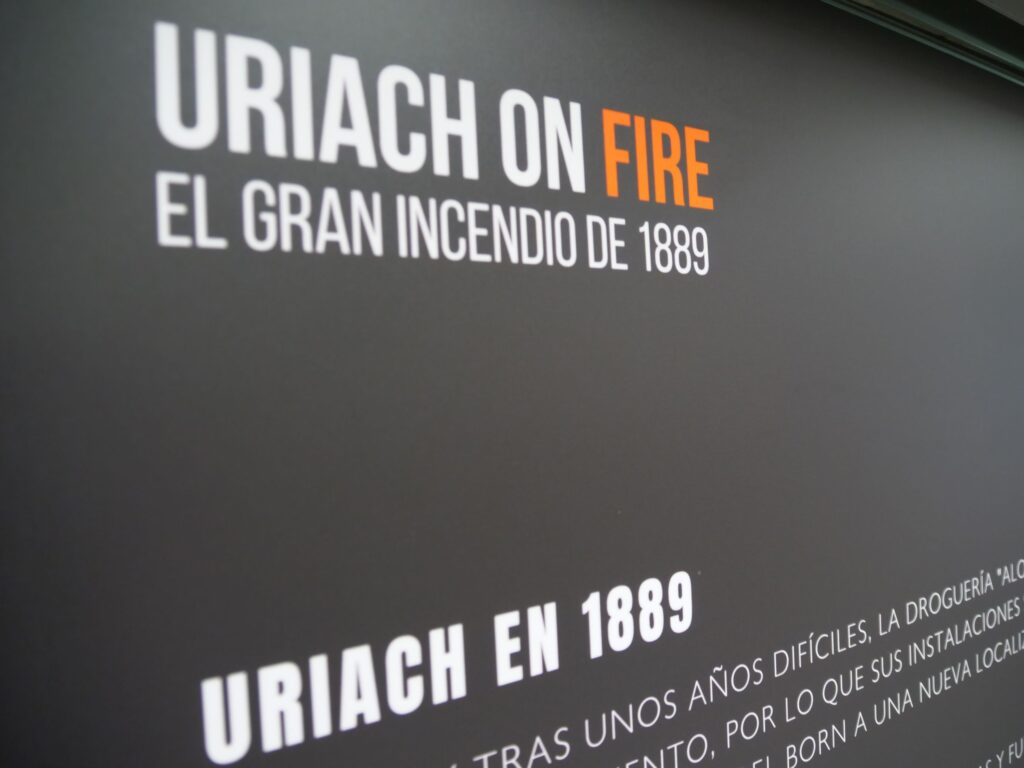 URIACH ON FIRE
EL GRAN INCENDIO DE 1889
URIACH EN 1889
TRAS UNOS AÑOS DIFÍCILES, LA DROGUERÍA
POR LO QUE SUS INSTALACIONES
EL BORN A UNA NUEVA